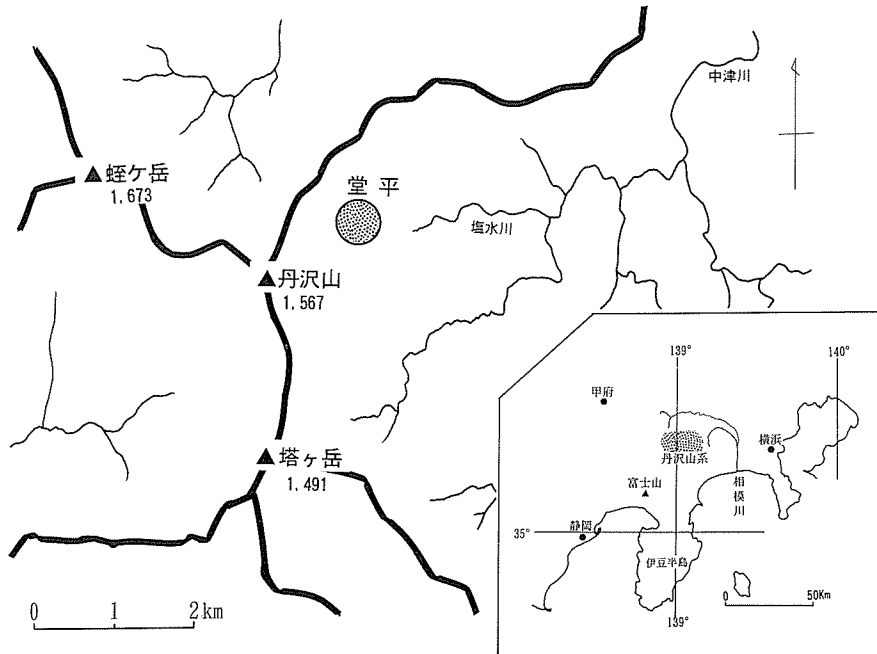 中津川
蛭ケ岳
1,673
堂平
塩水川
丹沢山
1,567
塔ヶ岳
1,491
0 1 2km
139°
140°
甲府
横浜
丹沢山系
相模川
富士山
静岡
35°
伊豆半島
139°
0 50Km